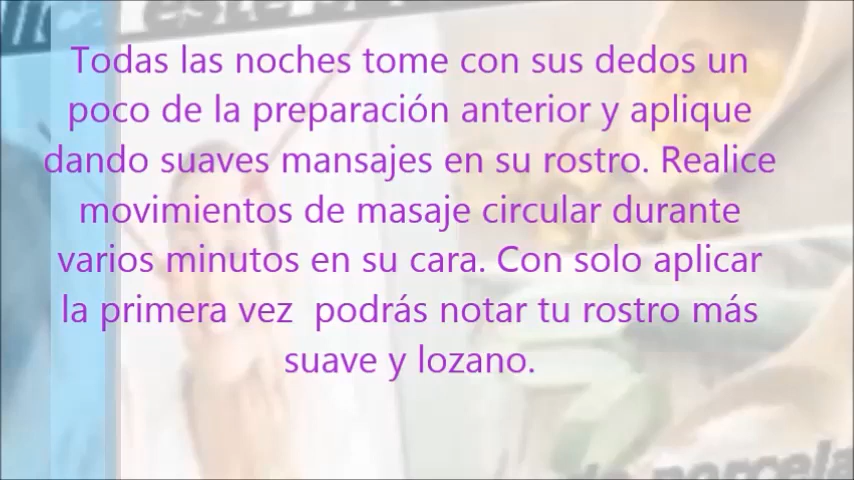 Todas las noches tome con sus dedos un
poco de la preparación anterior y aplique
dando suaves mansajes en su rostro. Realice
movimientos de masaje circular durante
varios minutos en su cara. Con solo aplicar
la primera vez  podrás notar tu rostro más
suave y lozano.
de porcela